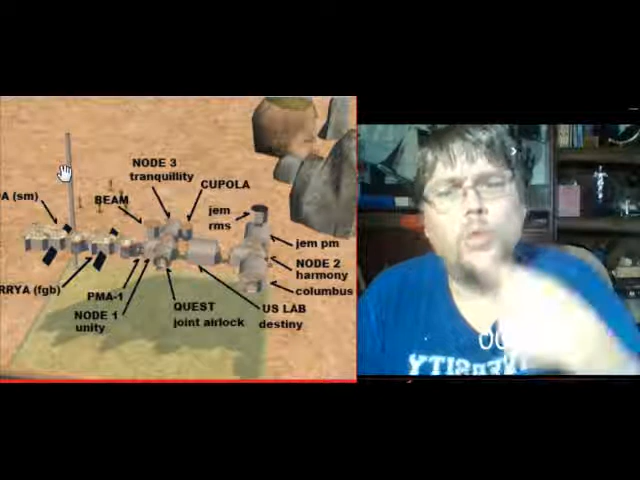 NODE 3
tranquillity
CUPOLA
A (sm)
BEAM
jem
rms
jem pm
NODE 2
harmony
columbus
RRYA (fgb)
PMA-1
NODE 1
unity
QUEST
joint airlock
US LAB
destiny